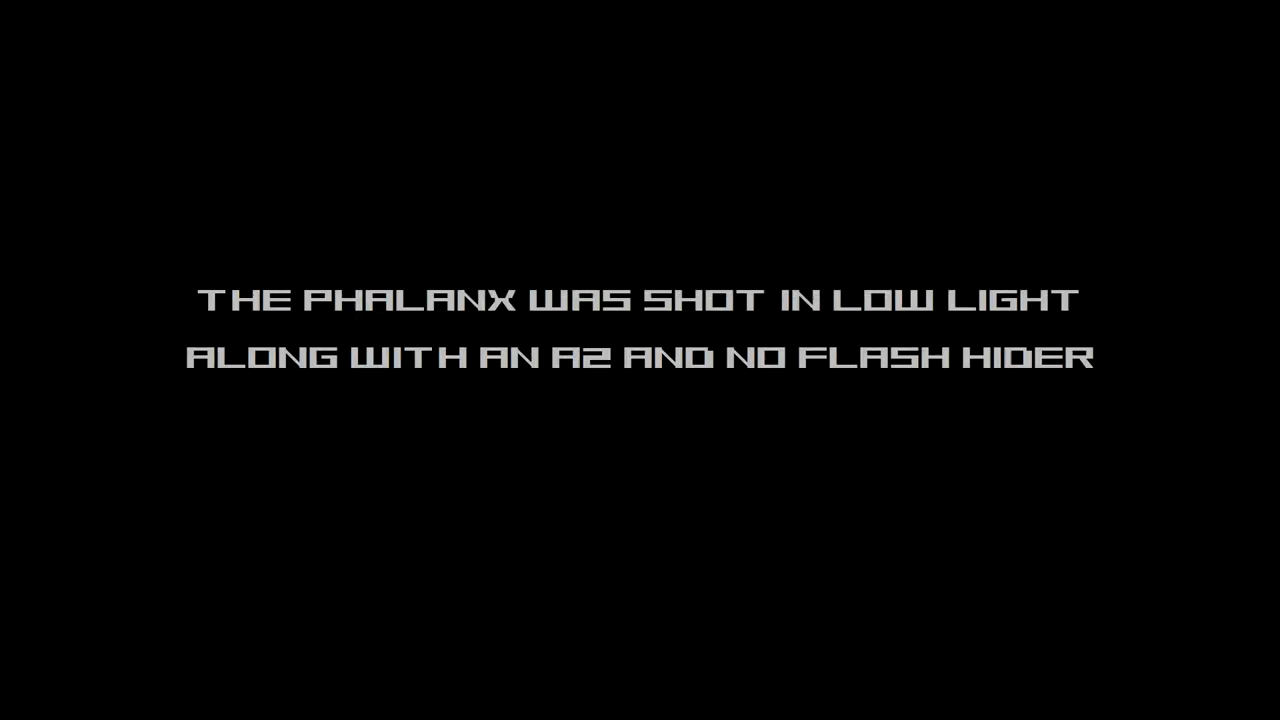 THE PHALANX WAS SHOT IN LOW LIGHT
ALONG WITH AN A2 AND NO FLASH HIDER